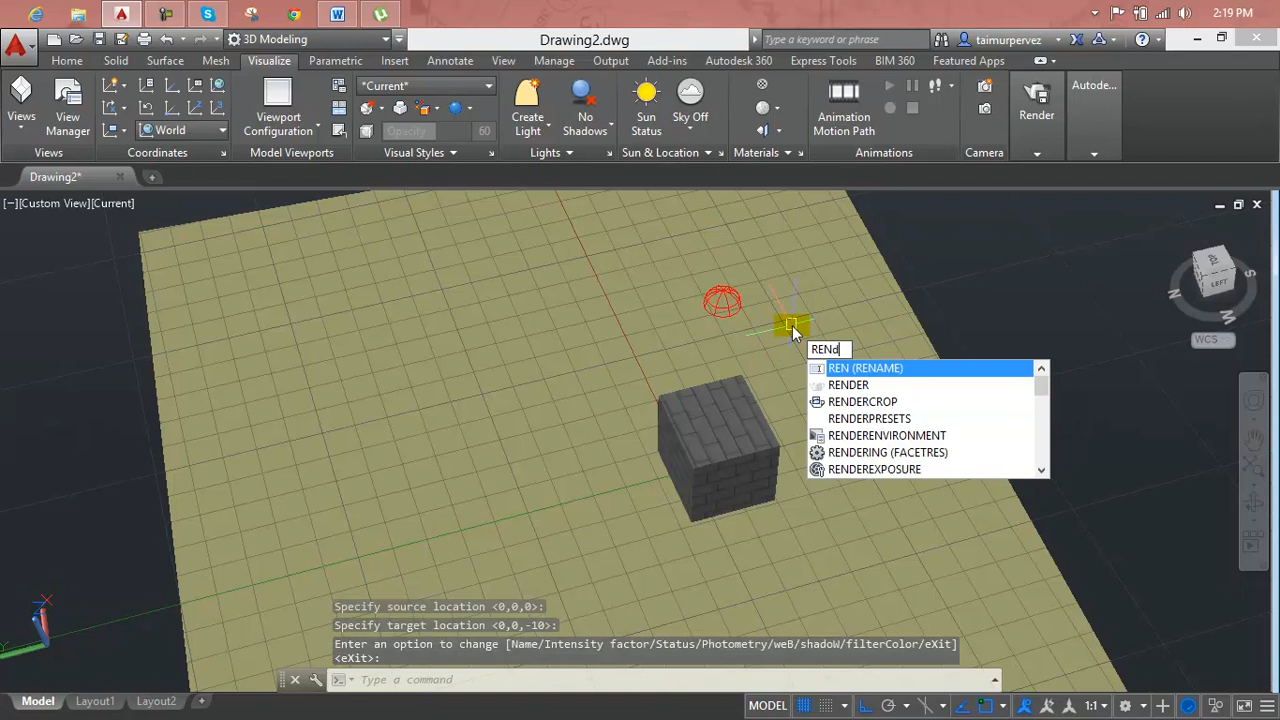 2:19 PM
3D Modeling
Drawing2.dwg
Type a keyword or phrase
taimurpervez
Home Solid Surface Mesh Visualize Parametric Insert Annotate View Manage Output Add-ins Autodesk 360 Express Tools BIM 360 Featured Apps
*Current*
World
Opacity 60
Views
View Manager
Viewport Configuration
Create Light
No Shadows
Sun Status
Sky Off
Animation Motion Path
Render
Autode...
Views Coordinates Model Viewports Visual Styles Lights Sun & Location Materials Animations Camera
Drawing2*
[−][Custom View][Current]
TOP
LEFT
N
S
W
WCS
RENd
REN (RENAME)
RENDER
RENDERCROP
RENDERPRESETS
RENDERENVIRONMENT
RENDERING (FACETRES)
RENDEREXPOSURE
Z
Y
Specify source location <0,0,0>:
Specify target location <0,0,-10>:
Enter an option to change [Name/Intensity factor/Status/Photometry/weB/shadoW/filterColor/eXit]
<eXit>:
Type a command
Model Layout1 Layout2
MODEL
1:1